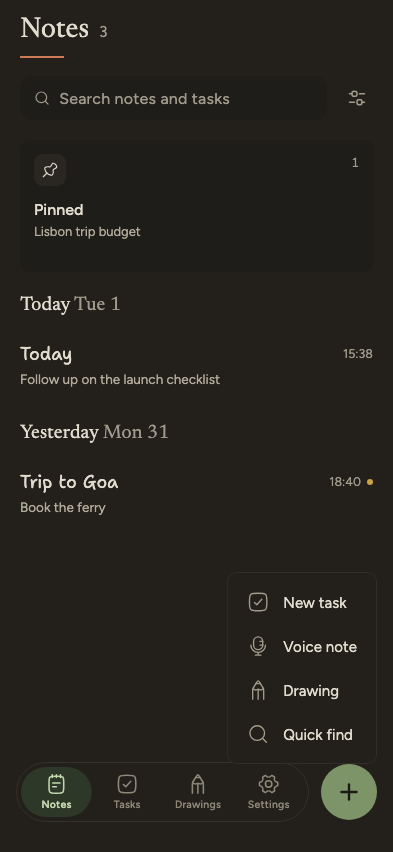 Notes 3
Search notes and tasks
1
Pinned
Lisbon trip budget
Today Tue 1
Today 15:38
Follow up on the launch checklist
Yesterday Mon 31
Trip to Goa 18:40
Book the ferry
New task
Voice note
Drawing
Quick find
Notes Tasks Drawings Settings